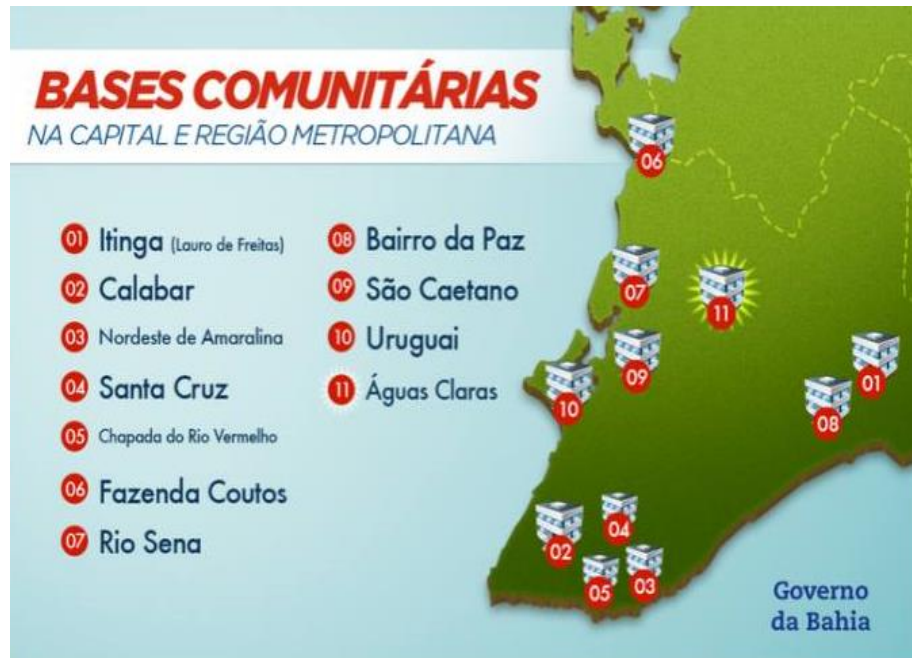 BASES COMUNITÁRIAS
NA CAPITAL E REGIÃO METROPOLITANA
01 Itinga (Lauro de Freitas)
02 Calabar
03 Nordeste de Amaralina
04 Santa Cruz
05 Chapada do Rio Vermelho
06 Fazenda Coutos
07 Rio Sena
08 Bairro da Paz
09 São Caetano
10 Uruguai
11 Águas Claras
06
07
11
09
01
10
08
04
02
05
03
Governo
da Bahia